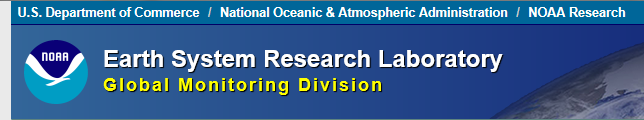 U.S. Department of Commerce / National Oceanic & Atmospheric Administration / NOAA Research
NOAA
Earth System Research Laboratory
Global Monitoring Division